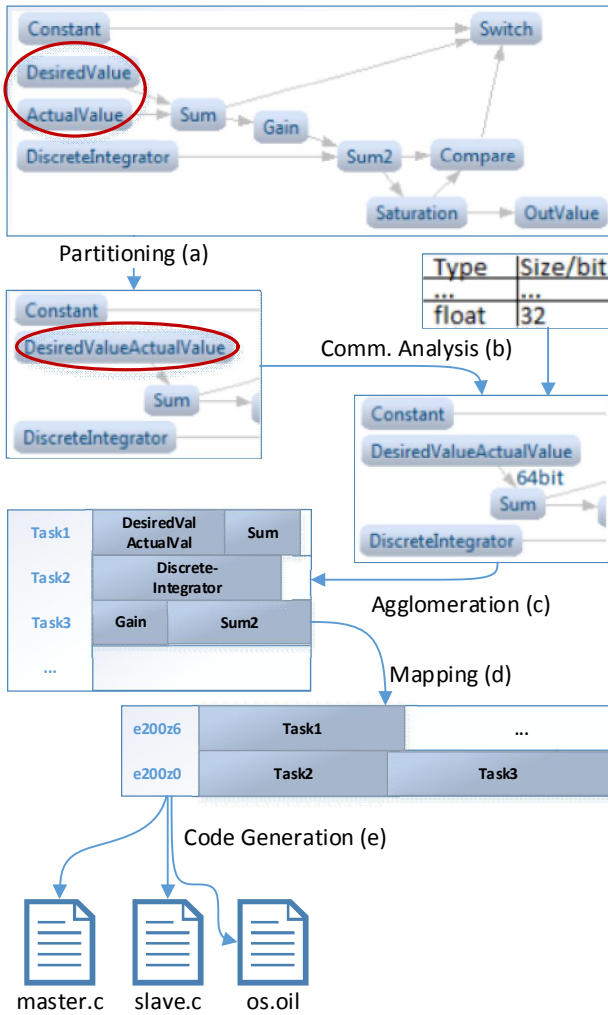 Constant
Switch
DesiredValue
ActualValue
Sum
Gain
DiscreteIntegrator
Sum2
Compare
Saturation
OutValue
Partitioning (a)
Type Size/bit
... ...
float 32
Constant
DesiredValueActualValue
Sum
DiscreteIntegrator
Comm. Analysis (b)
Constant
DesiredValueActualValue
64bit
Sum
DiscreteIntegrator
Task1
DesiredVal
ActualVal
Sum
Task2
Discrete-
Integrator
Task3
Gain
Sum2
...
Agglomeration (c)
Mapping (d)
e200z6
Task1
...
e200z0
Task2
Task3
Code Generation (e)
master.c
slave.c
os.oil